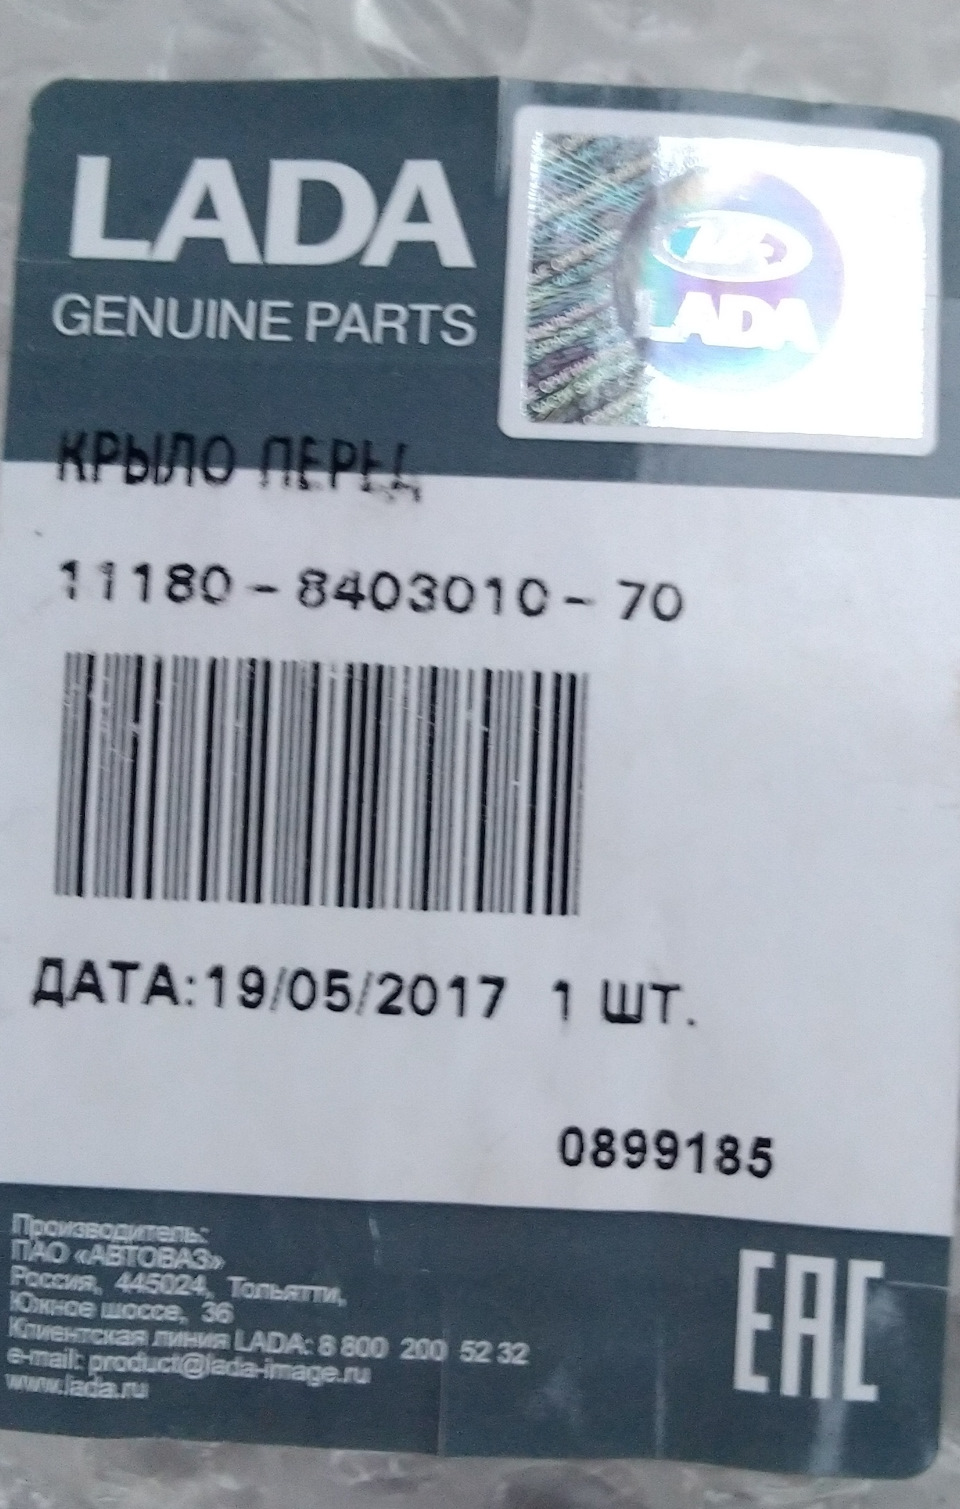 LADA
GENUINE PARTS
LADA
КРЫЛО ПЕРЕД
11180-8403010-70
ДАТА:19/05/2017 1 ШТ.
0899185
Производитель:
ПАО «АВТОВАЗ»
Россия, 445024, Тольятти,
Южное шоссе, 36
Клиентская линия LADA: 8 800 200 52 32
e-mail: product@lada-image.ru
www.lada.ru
EAC